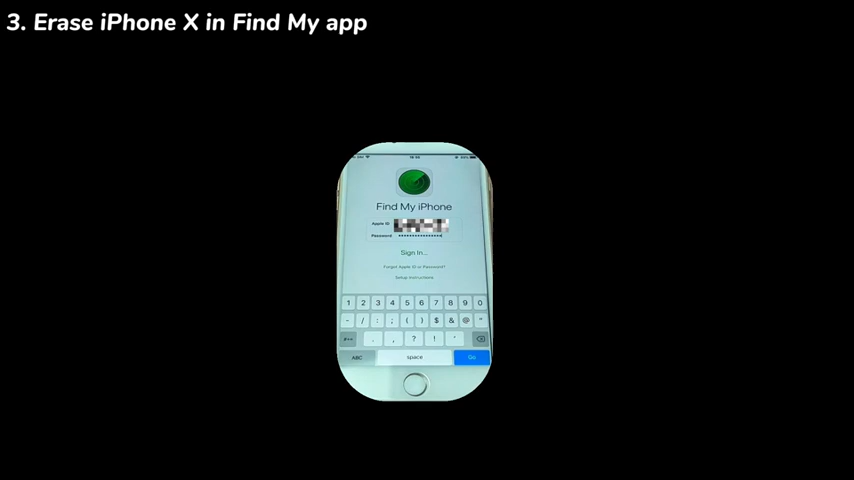 3. Erase iPhone X in Find My app
Find My iPhone
Apple ID
Password
Sign In...
Forgot Apple ID or Password?
Setup Instructions
1 2 3 4 5 6 7 8 9 0
- / : ; ( ) $ & @ "
#+= . , ? ! '
ABC space Go